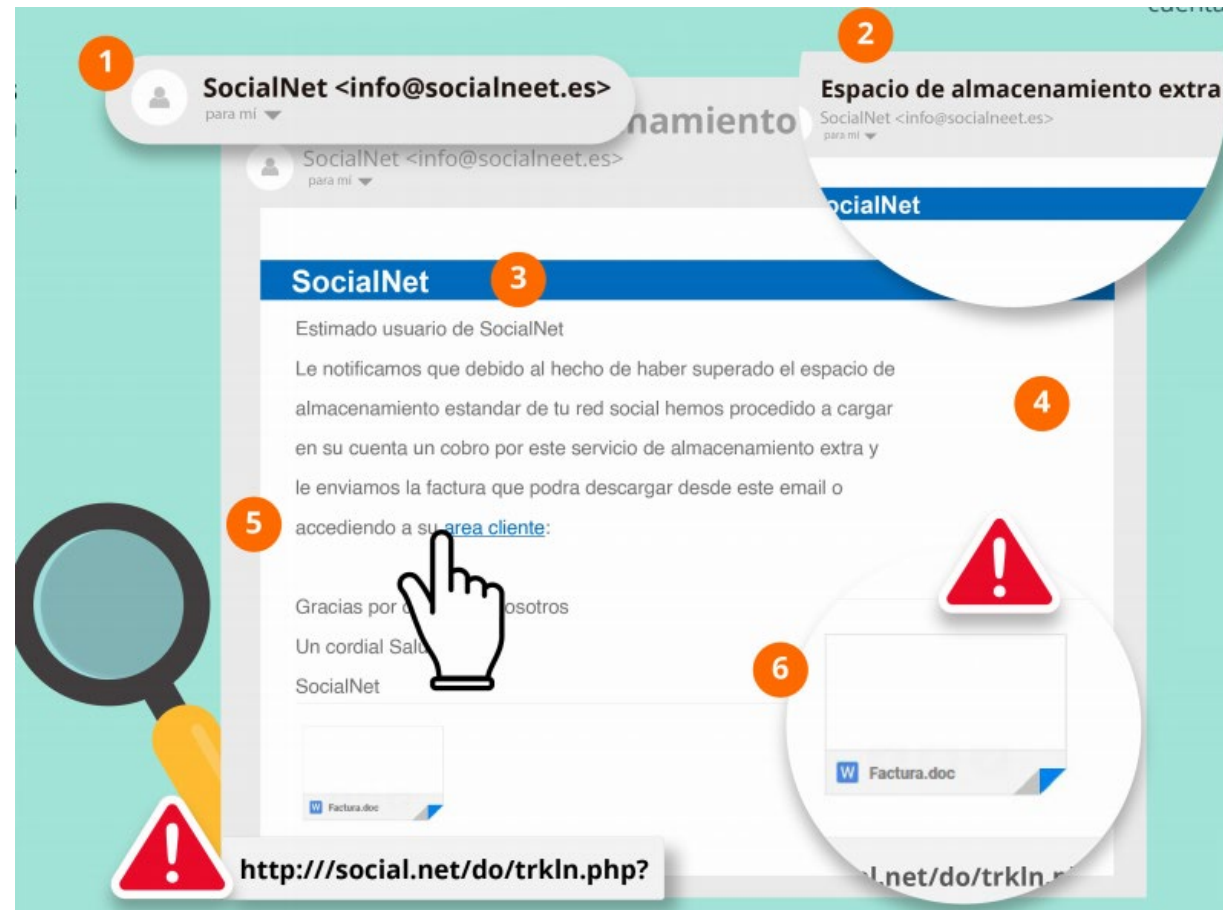 1
SocialNet <info@socialneet.es>
para mí
2
Espacio de almacenamiento extra
SocialNet <info@socialneet.es>
para mí
namiento
SocialNet <info@socialneet.es>
para mí
ocialNet
SocialNet
3
Estimado usuario de SocialNet
Le notificamos que debido al hecho de haber superado el espacio de
almacenamiento estandar de tu red social hemos procedido a cargar
4
en su cuenta un cobro por este servicio de almacenamiento extra y
le enviamos la factura que podra descargar desde este email o
5
accediendo a su area cliente:
Gracias por osotros
Un cordial Salu
SocialNet
6
W Factura.doc
W Factura.doc
http:///social.net/do/trkln.php?
l.net/do/trkln.p